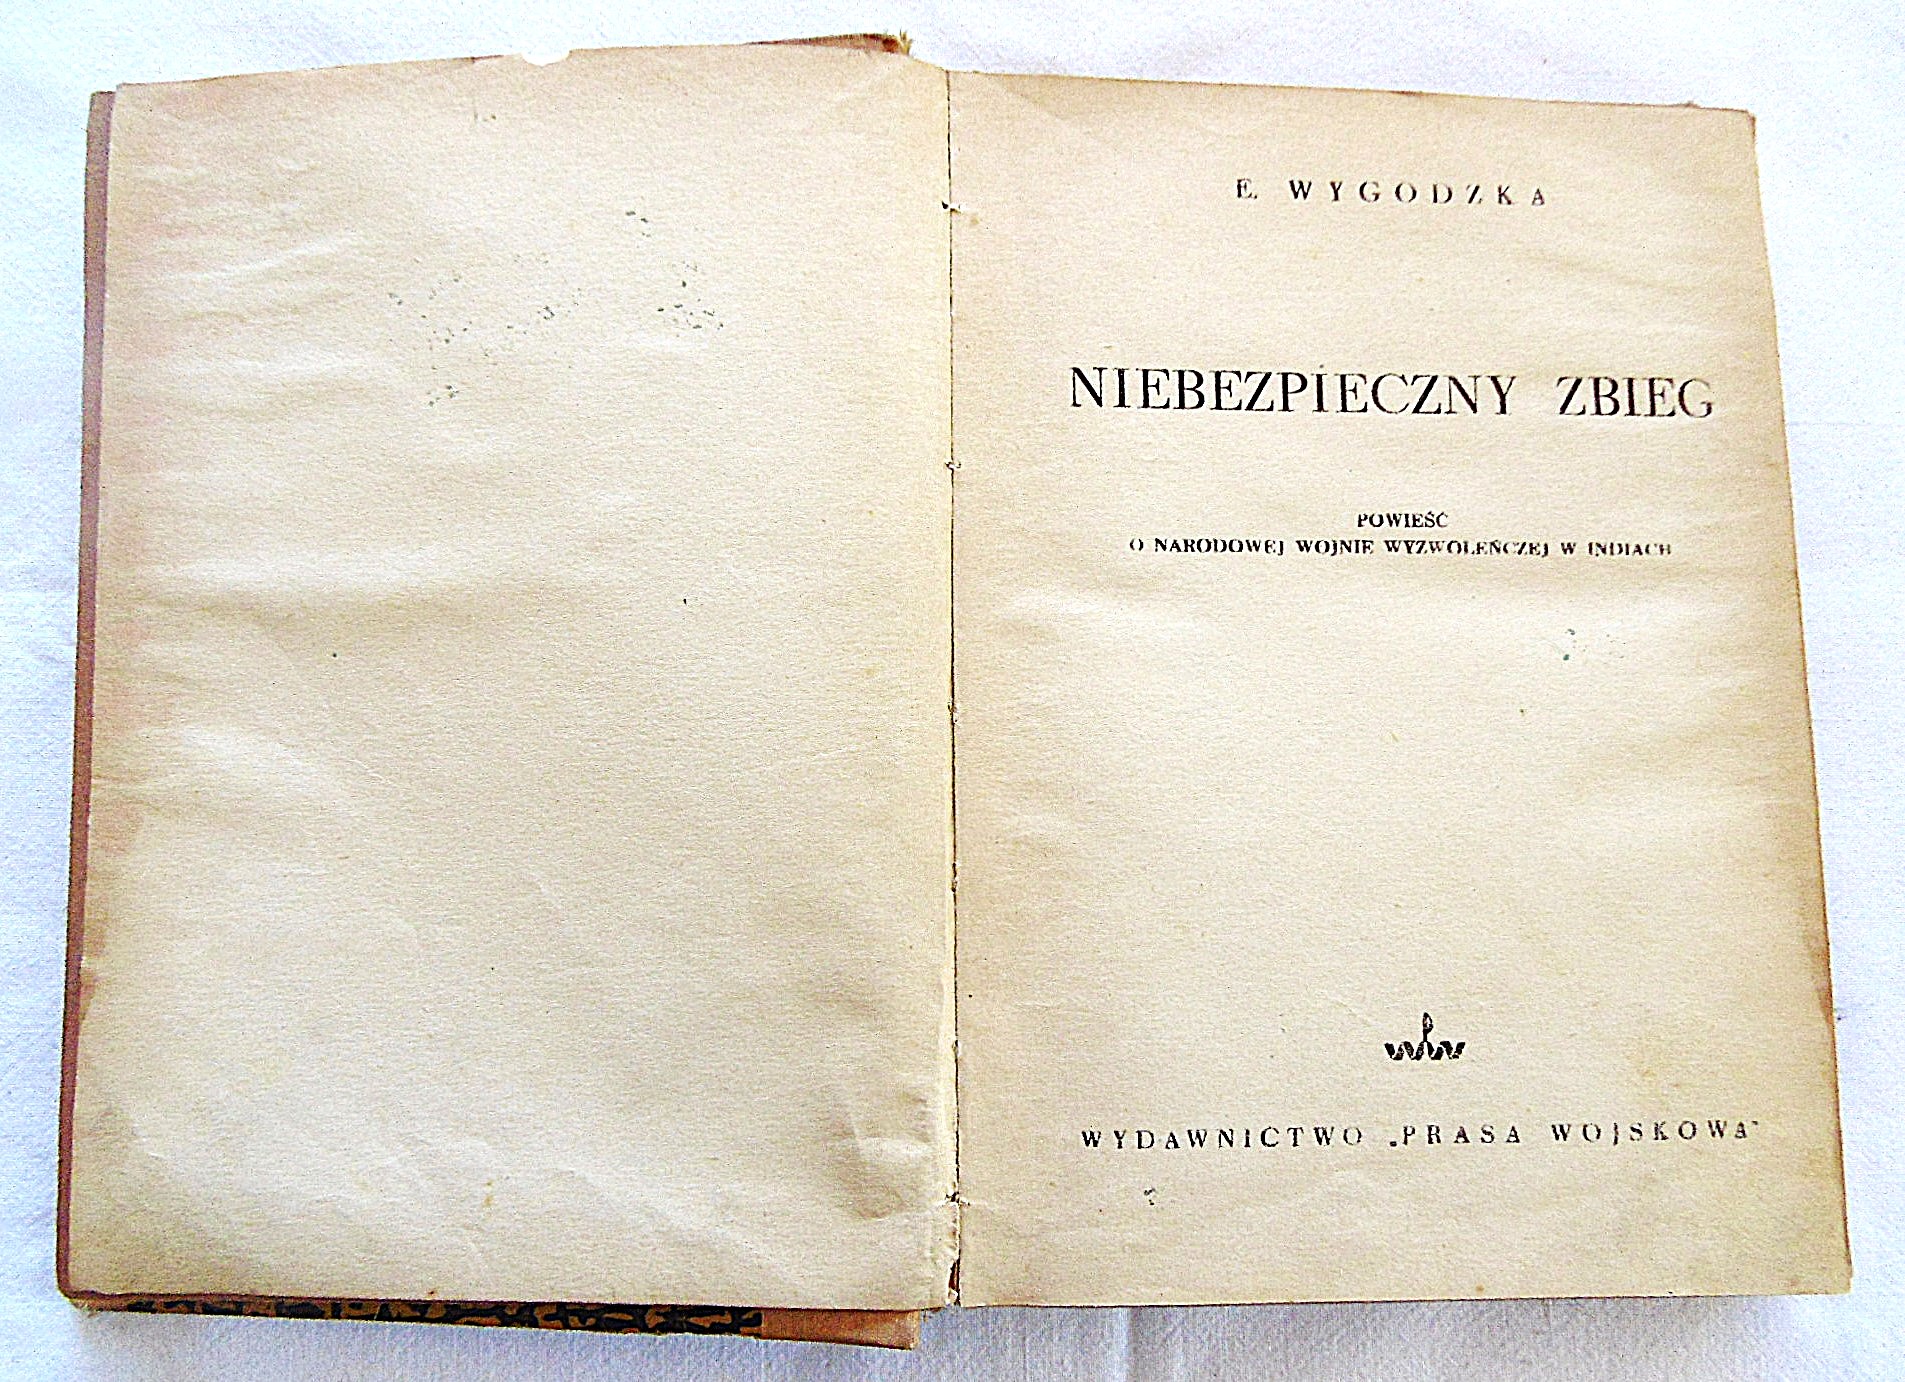 E. WYGODZKA
NIEBEZPIECZNY ZBIEG
POWIEŚĆ
O NARODOWEJ WOJNIE WYZWOLEŃCZEJ W INDIACH
WYDAWNICTWO „PRASA WOJSKOWA"